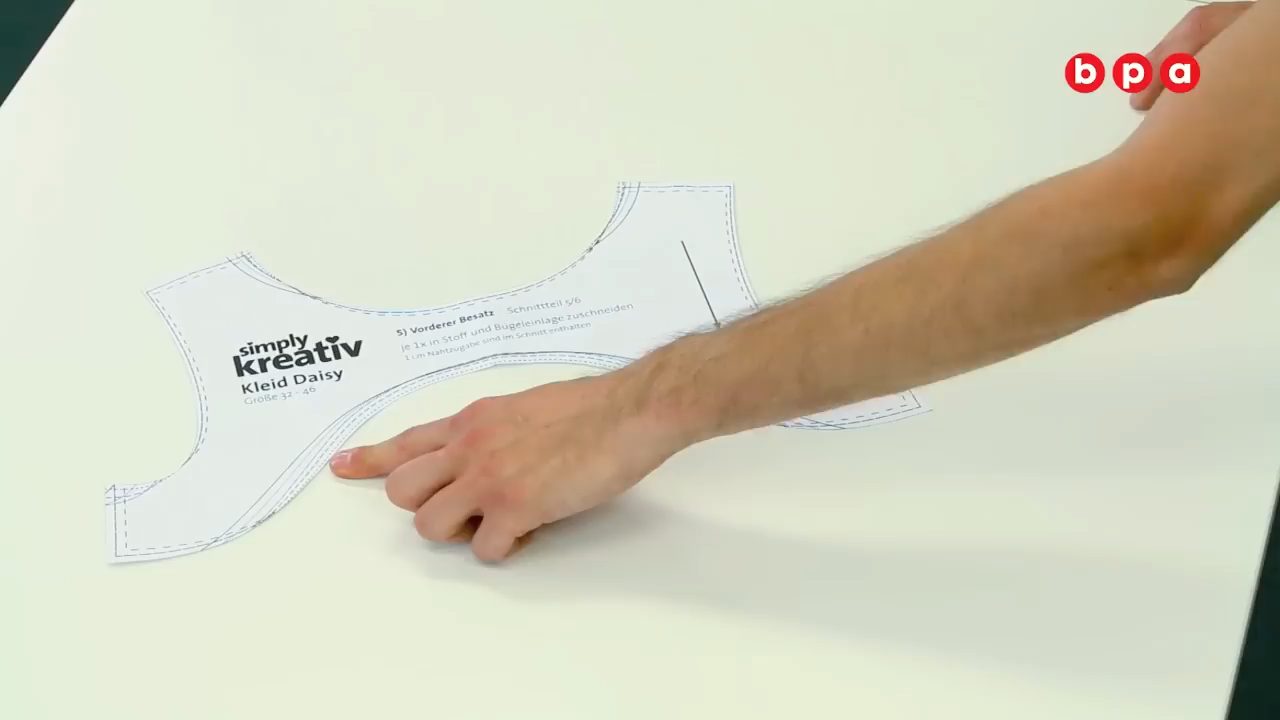 bpa
simply
kreativ
Kleid Daisy
Größe 32 - 46
5) Vorderer Besatz Schnittteil 5/6
je 1x in Stoff und Bügeleinlage zuschneiden
1 cm Nahtzugabe sind im Schnitt enthalten